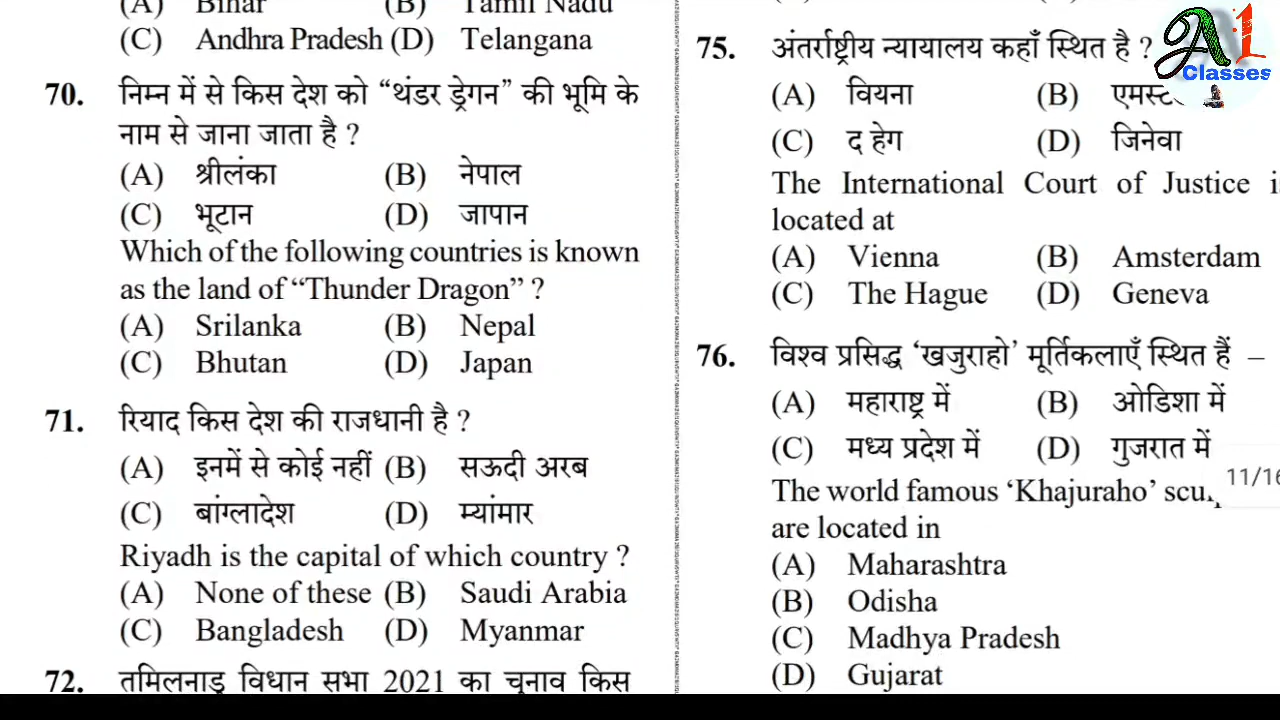 (A) Bihar (B) Tamil Nadu
(C) Andhra Pradesh (D) Telangana
70. निम्न में से किस देश को “थंडर ड्रेगन” की भूमि के
नाम से जाना जाता है ?
(A) श्रीलंका (B) नेपाल
(C) भूटान (D) जापान
Which of the following countries is known
as the land of “Thunder Dragon” ?
(A) Srilanka (B) Nepal
(C) Bhutan (D) Japan
71. रियाद किस देश की राजधानी है ?
(A) इनमें से कोई नहीं (B) सऊदी अरब
(C) बांग्लादेश (D) म्यांमार
Riyadh is the capital of which country ?
(A) None of these (B) Saudi Arabia
(C) Bangladesh (D) Myanmar
72. तमिलनाडु विधान सभा 2021 का चुनाव किस
75. अंतर्राष्ट्रीय न्यायालय कहाँ स्थित है ?
(A) वियना (B)
(C) द हेग (D) जिनेवा
The International Court of Justice
located at
(A) Vienna (B) Amsterdam
(C) The Hague (D) Geneva
76. विश्व प्रसिद्ध ‘खजुराहो’ मूर्तिकलाएँ स्थित हैं –
(A) महाराष्ट्र में (B) ओडिशा में
(C) मध्य प्रदेश में (D) गुजरात में
The world famous ‘Khajuraho’
are located in
(A) Maharashtra
(B) Odisha
(C) Madhya Pradesh
(D) Gujarat
A1
Classes